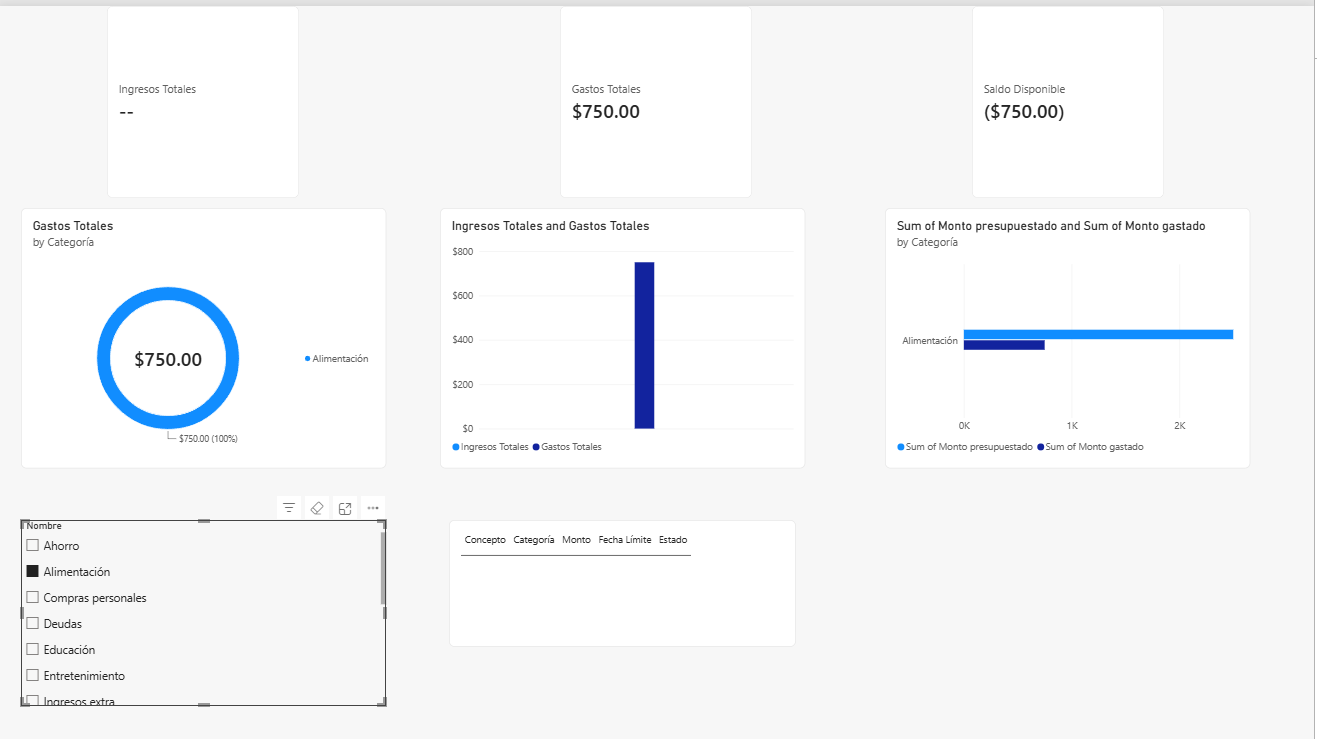 Ingresos Totales
--
Gastos Totales
$750.00
Saldo Disponible
($750.00)
Gastos Totales
by Categoría
$750.00
Alimentación
$750.00 (100%)
Ingresos Totales and Gastos Totales
$800
$600
$400
$200
$0
Ingresos Totales Gastos Totales
Sum of Monto presupuestado and Sum of Monto gastado
by Categoría
Alimentación
0K 1K 2K
Sum of Monto presupuestado Sum of Monto gastado
Nombre
Ahorro
Alimentación
Compras personales
Deudas
Educación
Entretenimiento
Ingresos extra
Concepto Categoría Monto Fecha Límite Estado